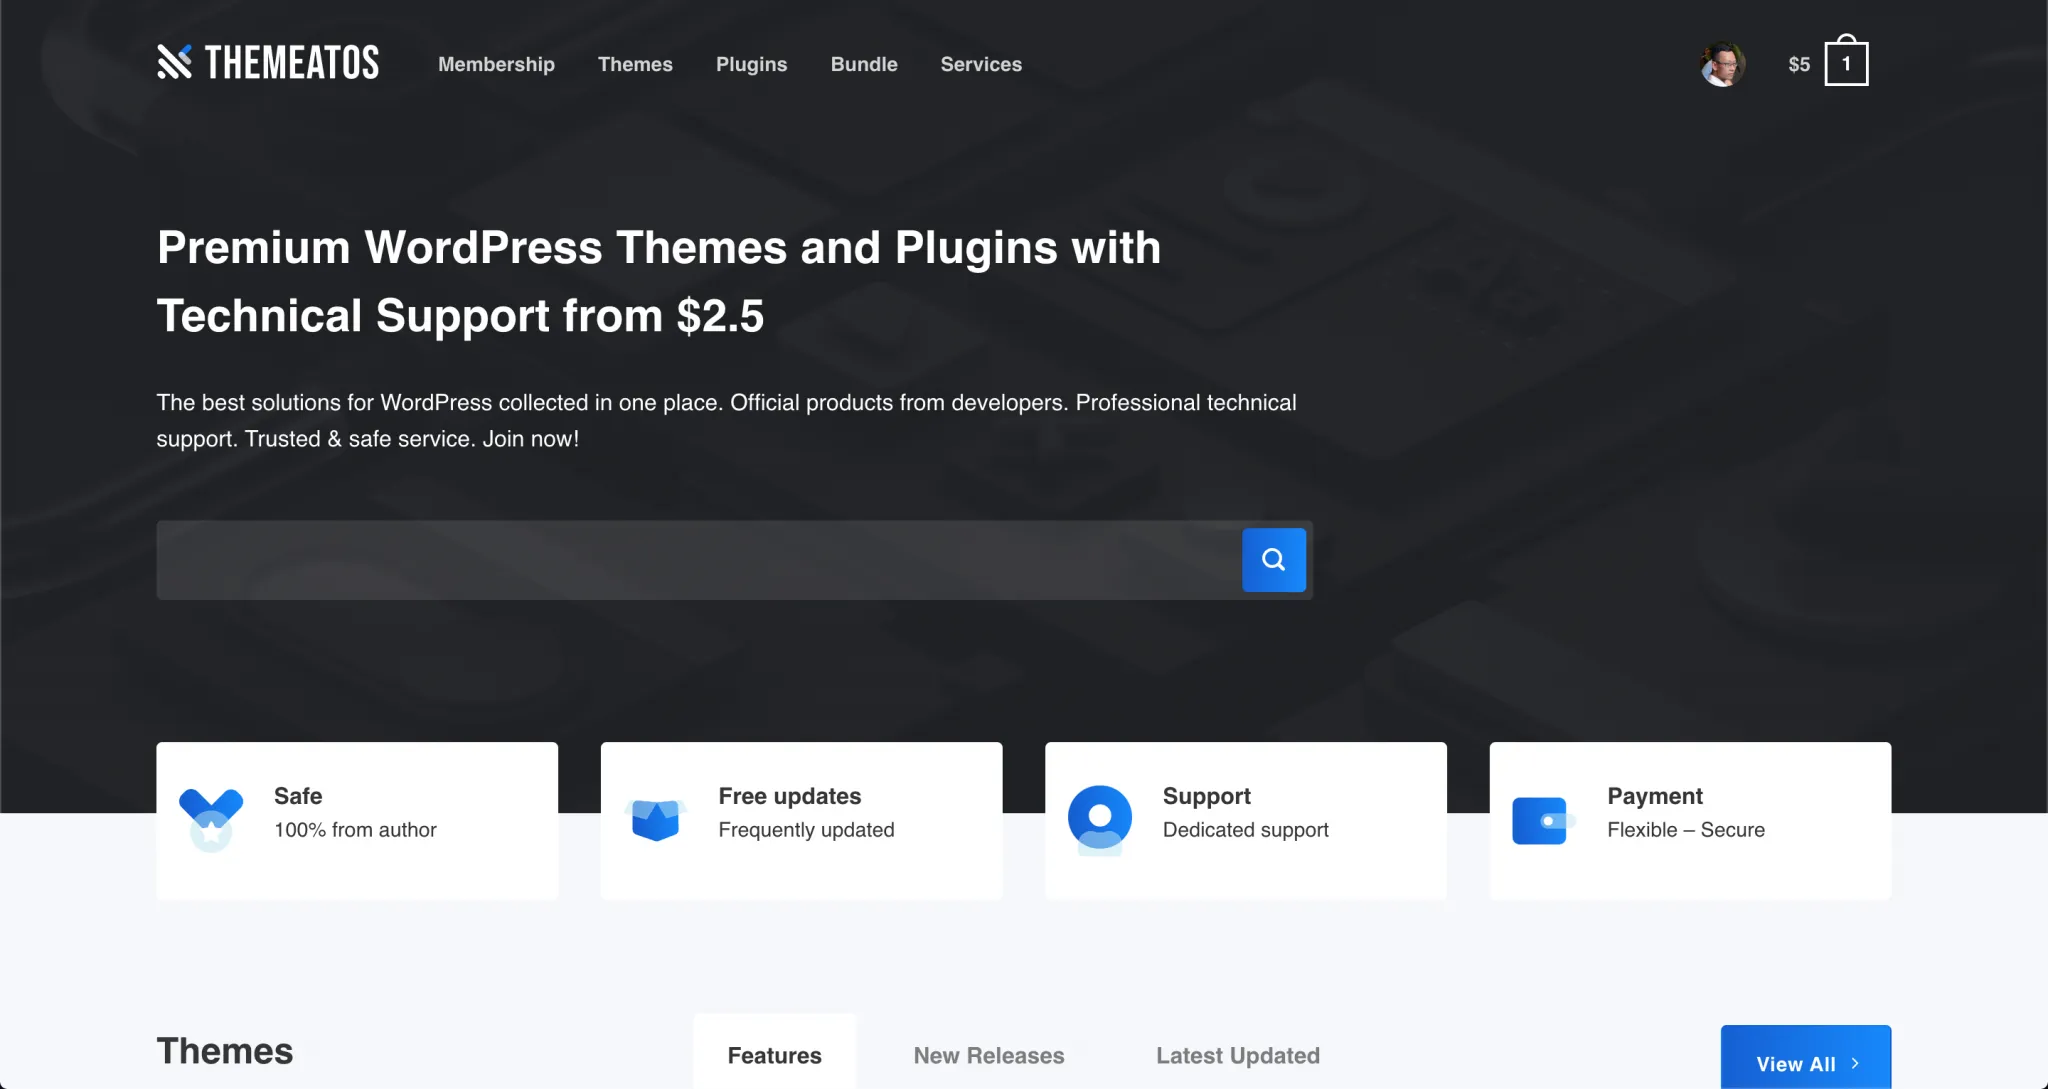 THEMEATOS
Membership
Themes
Plugins
Bundle
Services
$5
1
Premium WordPress Themes and Plugins with
Technical Support from $2.5
The best solutions for WordPress collected in one place. Official products from developers. Professional technical
support. Trusted & safe service. Join now!
Safe
100% from author
Free updates
Frequently updated
Support
Dedicated support
Payment
Flexible – Secure
Themes
Features
New Releases
Latest Updated
View All